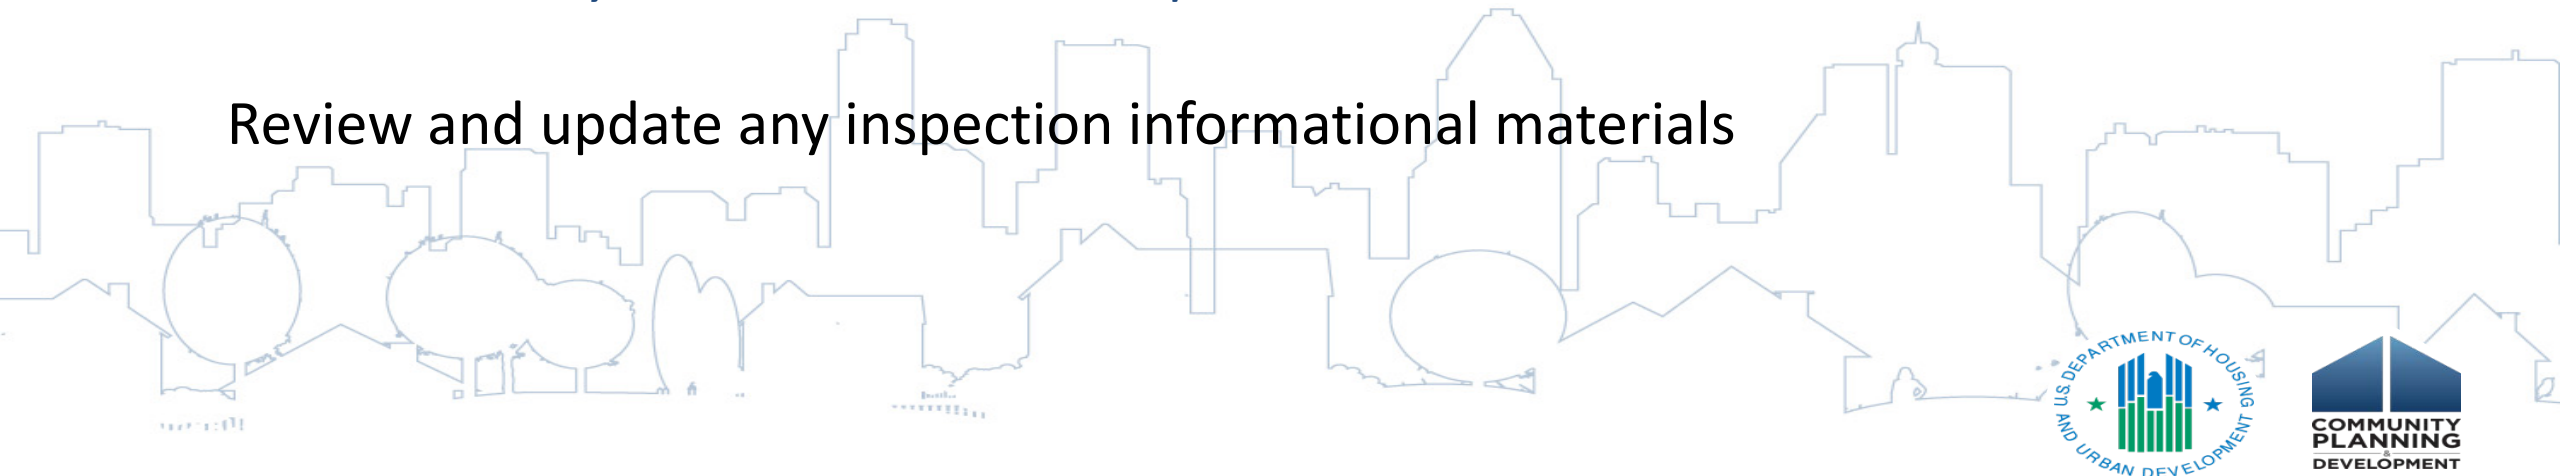 Review and update any inspection informational materials
U.S. DEPARTMENT OF HOUSING
AND URBAN DEVELOPMENT
COMMUNITY
PLANNING
&
DEVELOPMENT